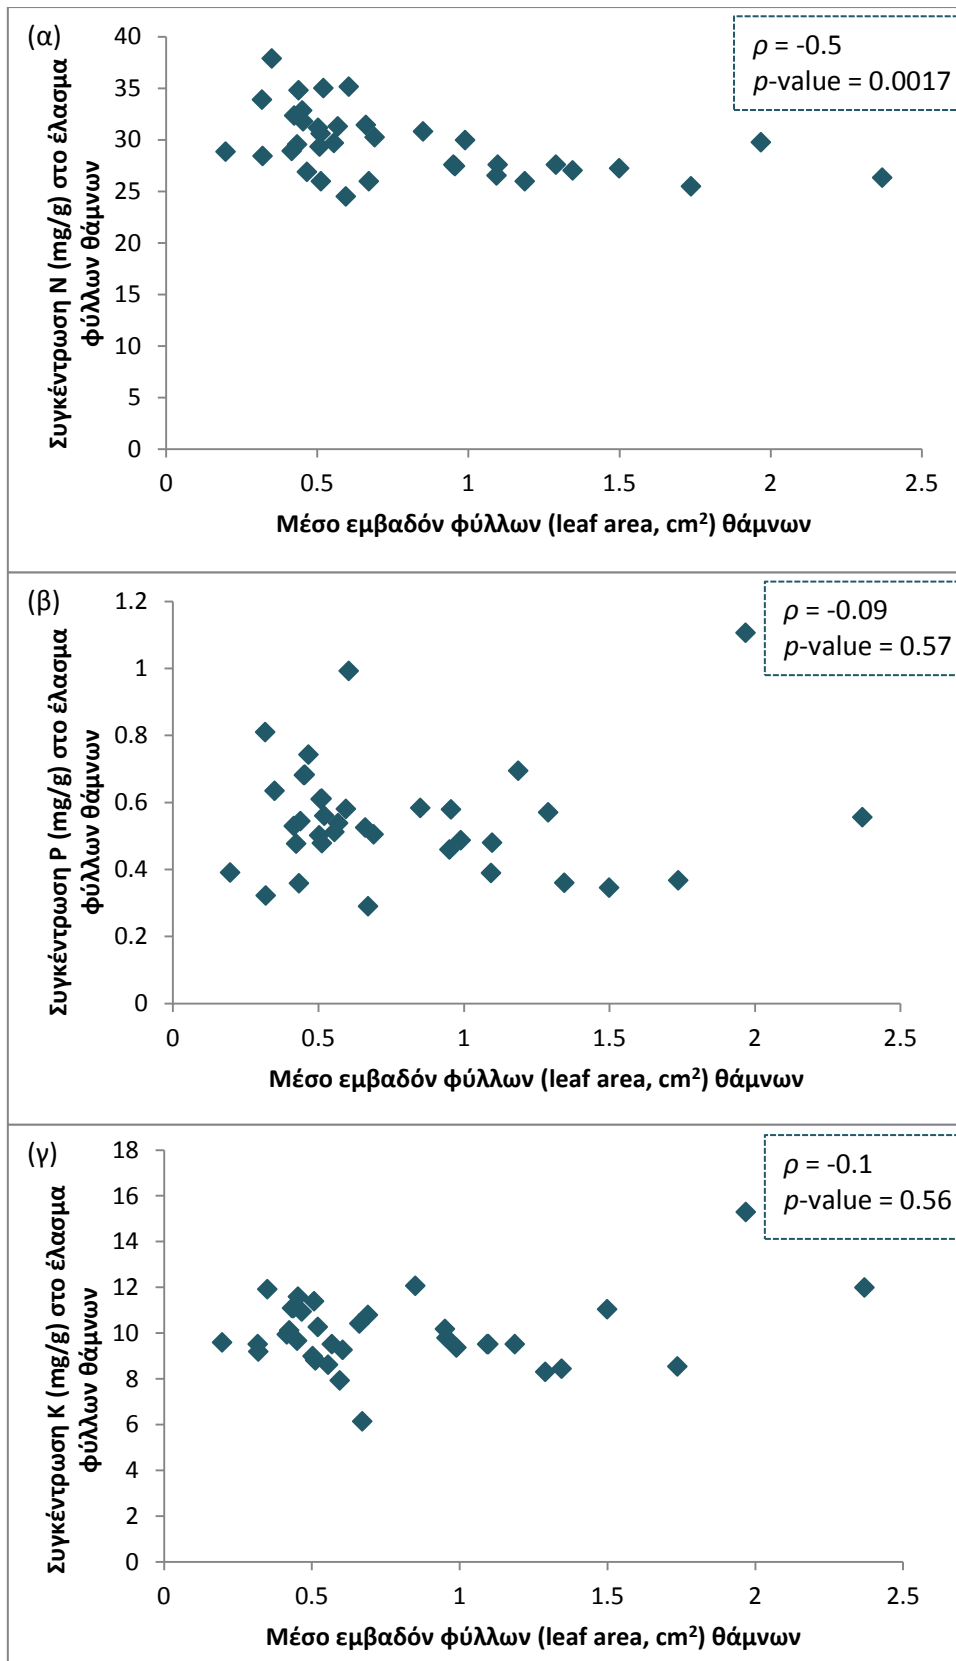 (α)
ρ = -0.5
p-value = 0.0017
40
35
30
25
20
15
10
5
0
0
0.5
1
1.5
2
2.5
Συγκέντρωση N (mg/g) στο έλασμα
φύλλων θάμνων
Μέσο εμβαδόν φύλλων (leaf area, cm²) θάμνων
(β)
ρ = -0.09
p-value = 0.57
1.2
1
0.8
0.6
0.4
0.2
0
0
0.5
1
1.5
2
2.5
Συγκέντρωση P (mg/g) στο έλασμα
φύλλων θάμνων
Μέσο εμβαδόν φύλλων (leaf area, cm²) θάμνων
(γ)
ρ = -0.1
p-value = 0.56
18
16
14
12
10
8
6
4
2
0
0
0.5
1
1.5
2
2.5
Συγκέντρωση K (mg/g) στο έλασμα
φύλλων θάμνων
Μέσο εμβαδόν φύλλων (leaf area, cm²) θάμνων